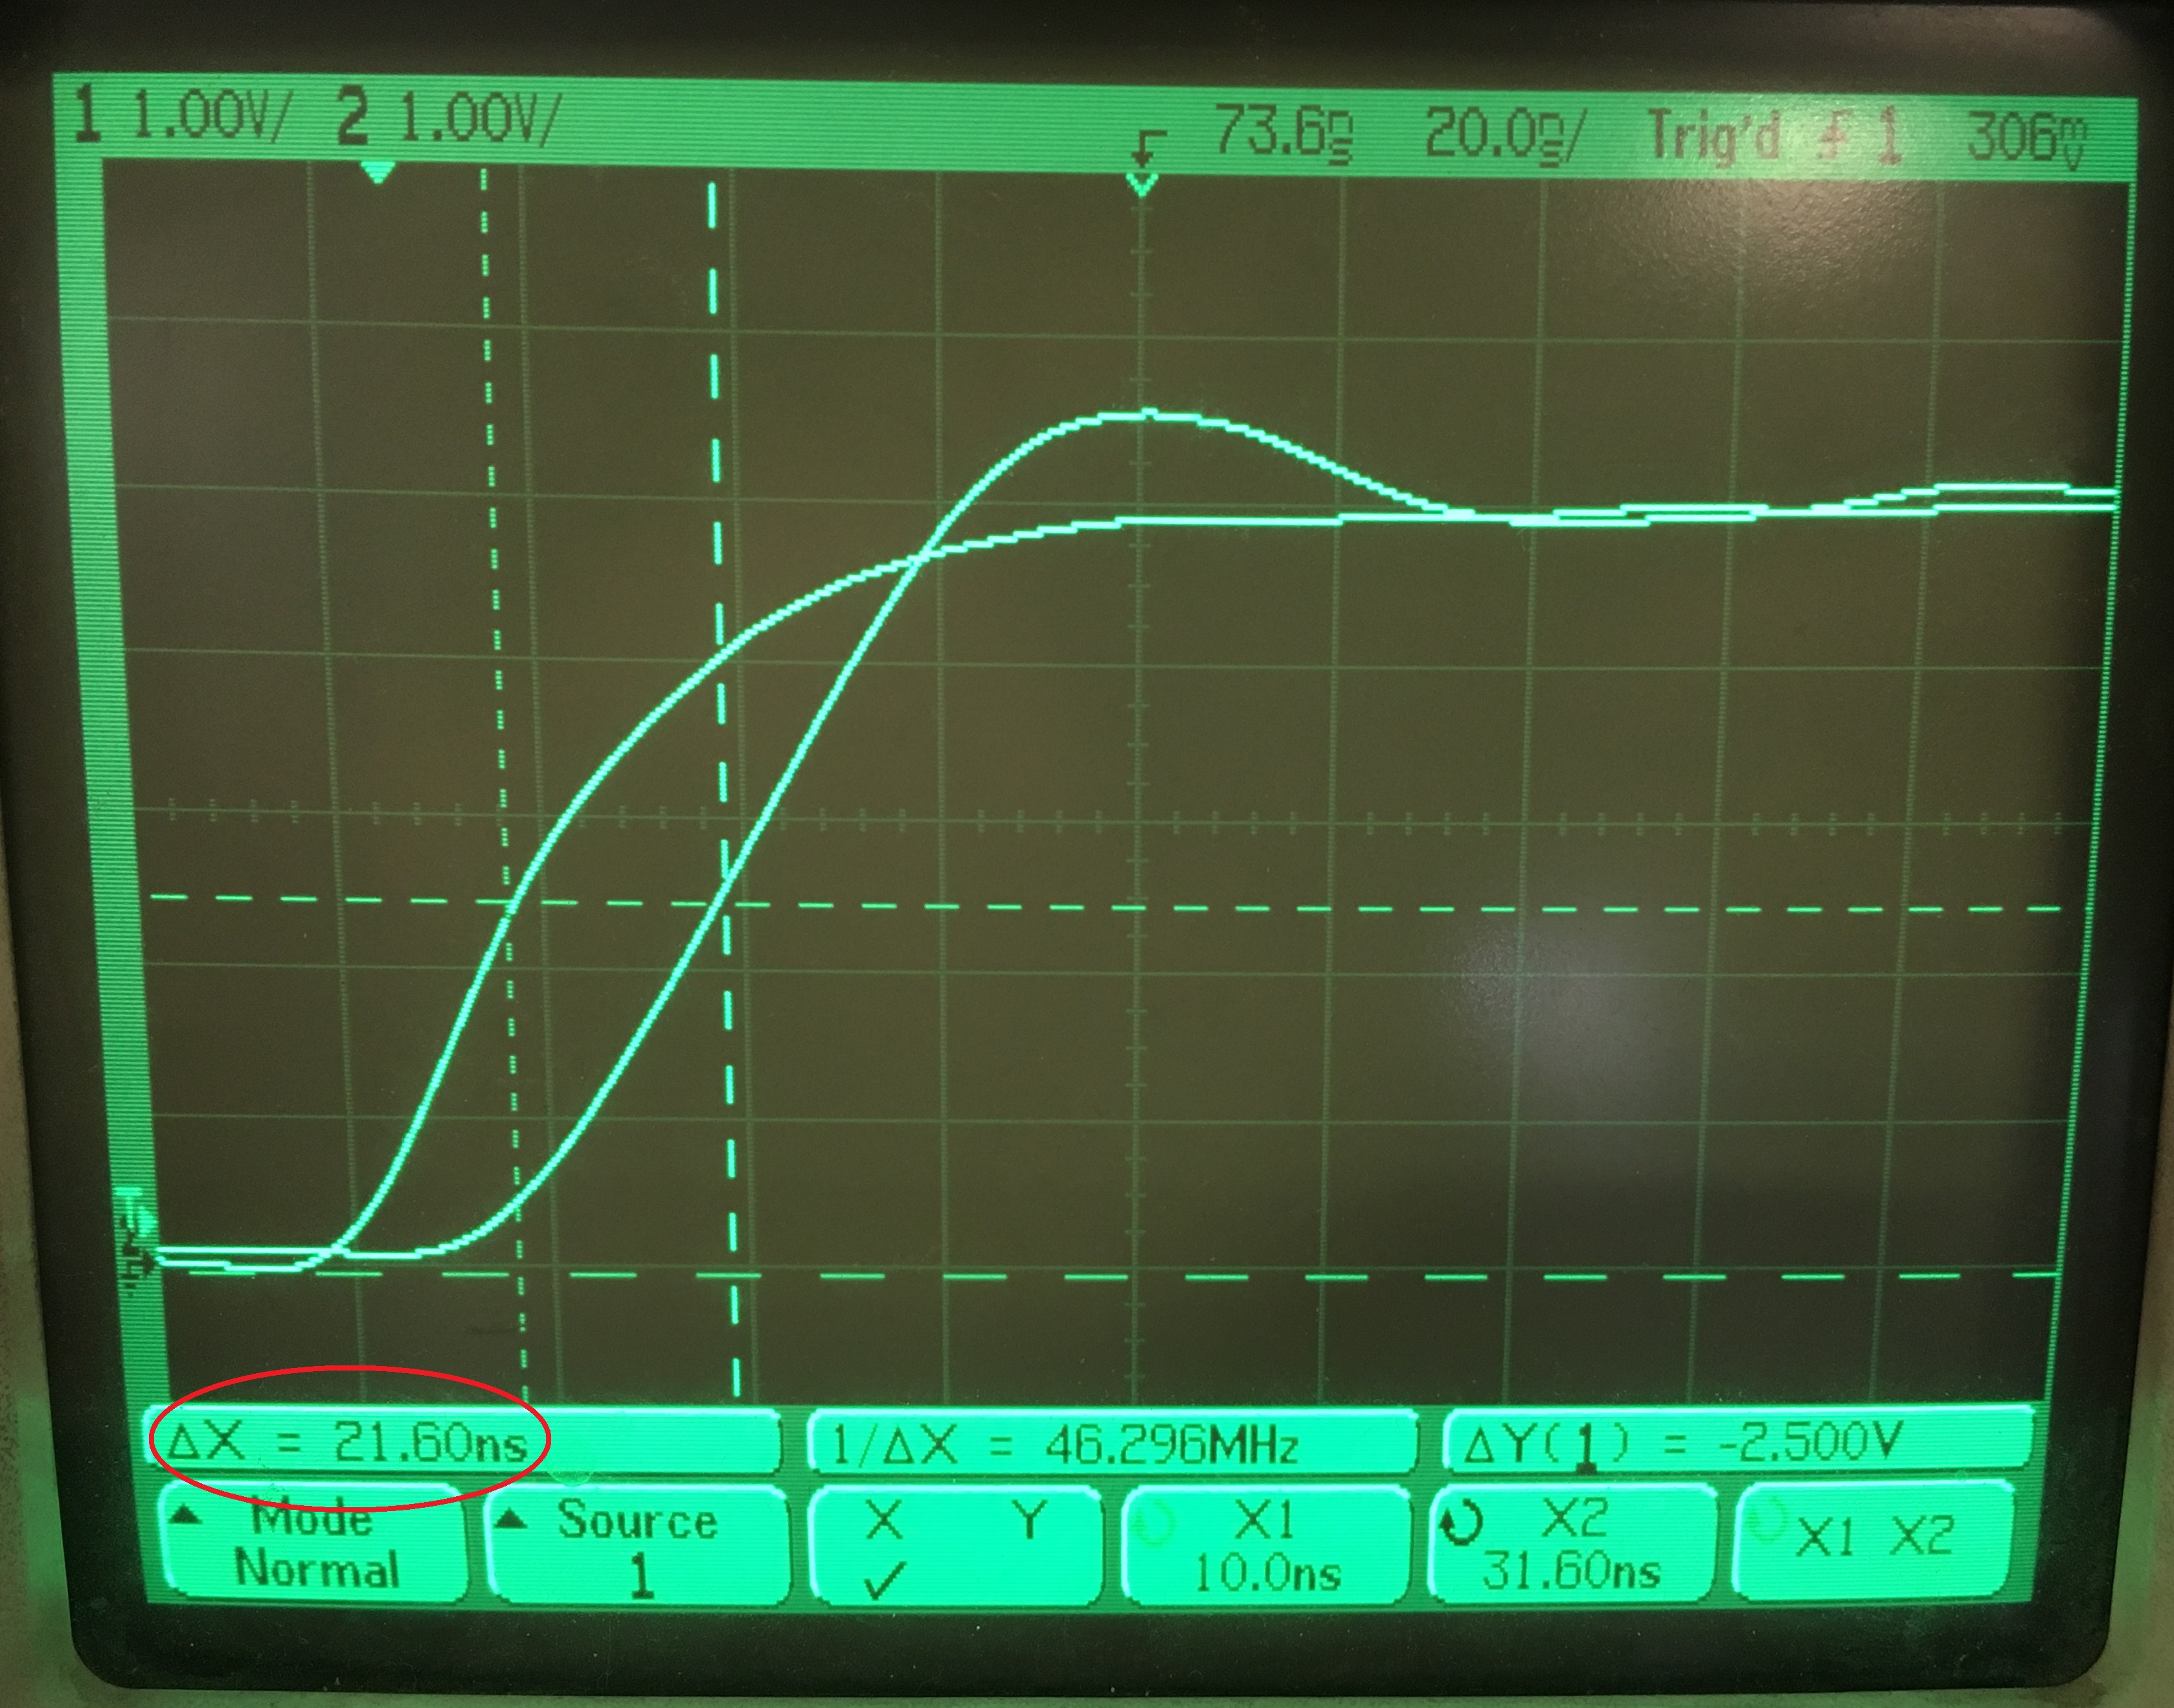 1 1.00V/ 2 1.00V/ 73.6ns 20.0ns/ Trig'd 1 306mV
ΔX = 21.60ns 1/ΔX = 46.296MHz ΔY(1) = -2.500V
Mode Source X Y X1 X2 X1 X2
Normal 1 ✓ 10.0ns 31.60ns